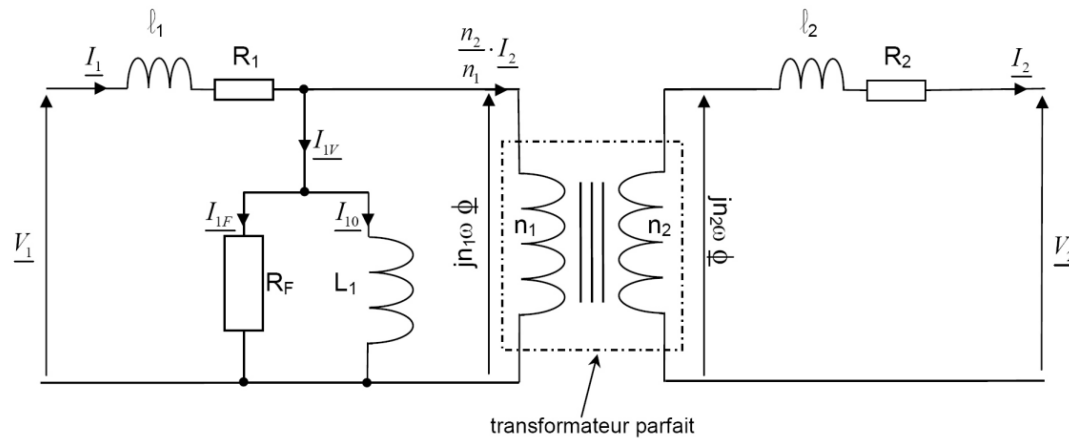 ℓ₁
I₁
R₁
n₂/n₁ · I₂
ℓ₂
R₂
I₂
I₁V
I₁F
I₁₀
V₁
R_F
L₁
jn₁ω ϕ
n₁
n₂
jn₂ω ϕ
transformateur parfait